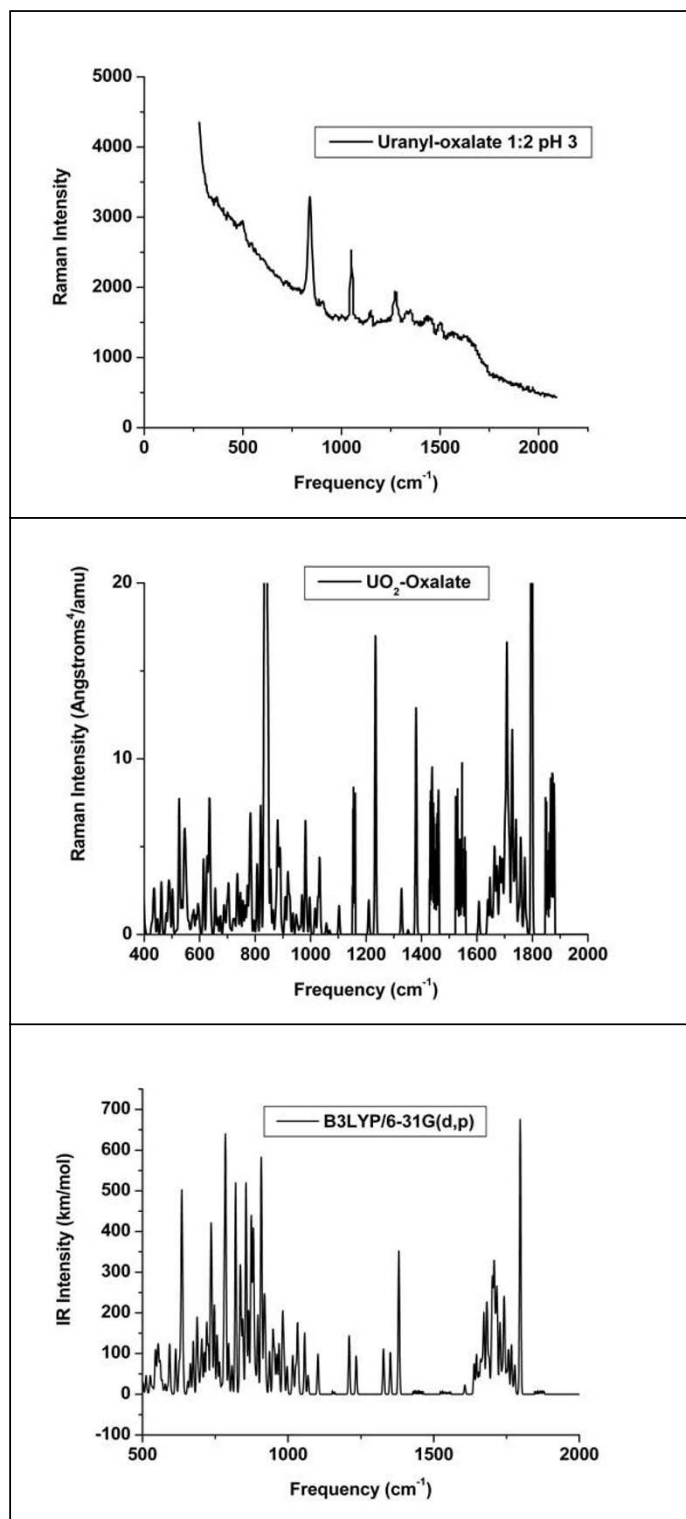 5000
4000
3000
2000
1000
0
Raman Intensity
Uranyl-oxalate 1:2 pH 3
0 500 1000 1500 2000
Frequency (cm⁻¹)
20
10
0
Raman Intensity (Angstroms⁴/amu)
UO₂-Oxalate
400 600 800 1000 1200 1400 1600 1800 2000
Frequency (cm⁻¹)
700
600
500
400
300
200
100
0
-100
IR Intensity (km/mol)
B3LYP/6-31G(d,p)
500 1000 1500 2000
Frequency (cm⁻¹)